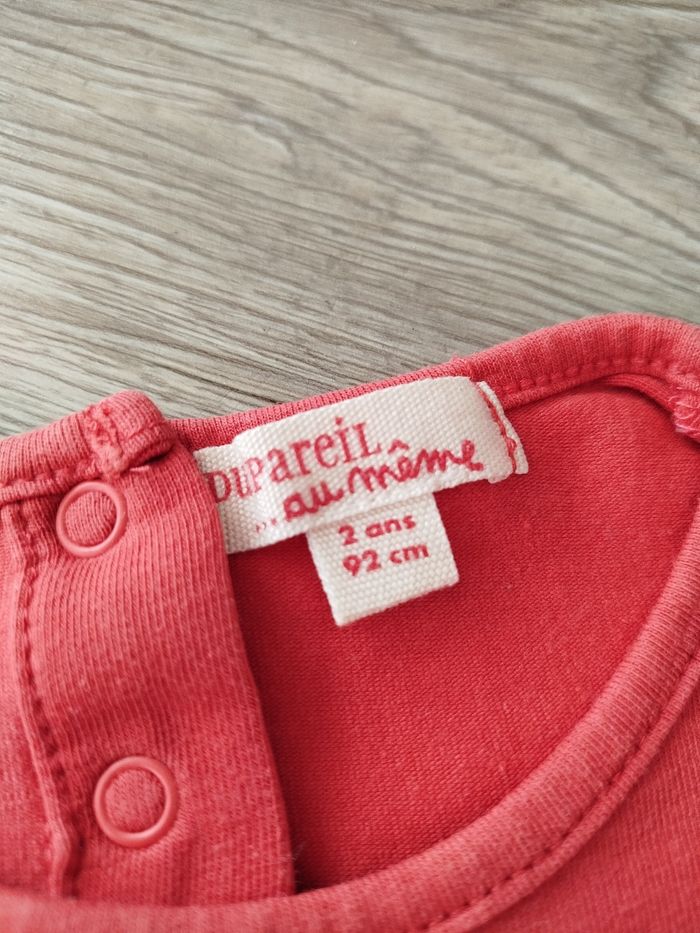 DUPareiL
...au même
2 ans
92 cm